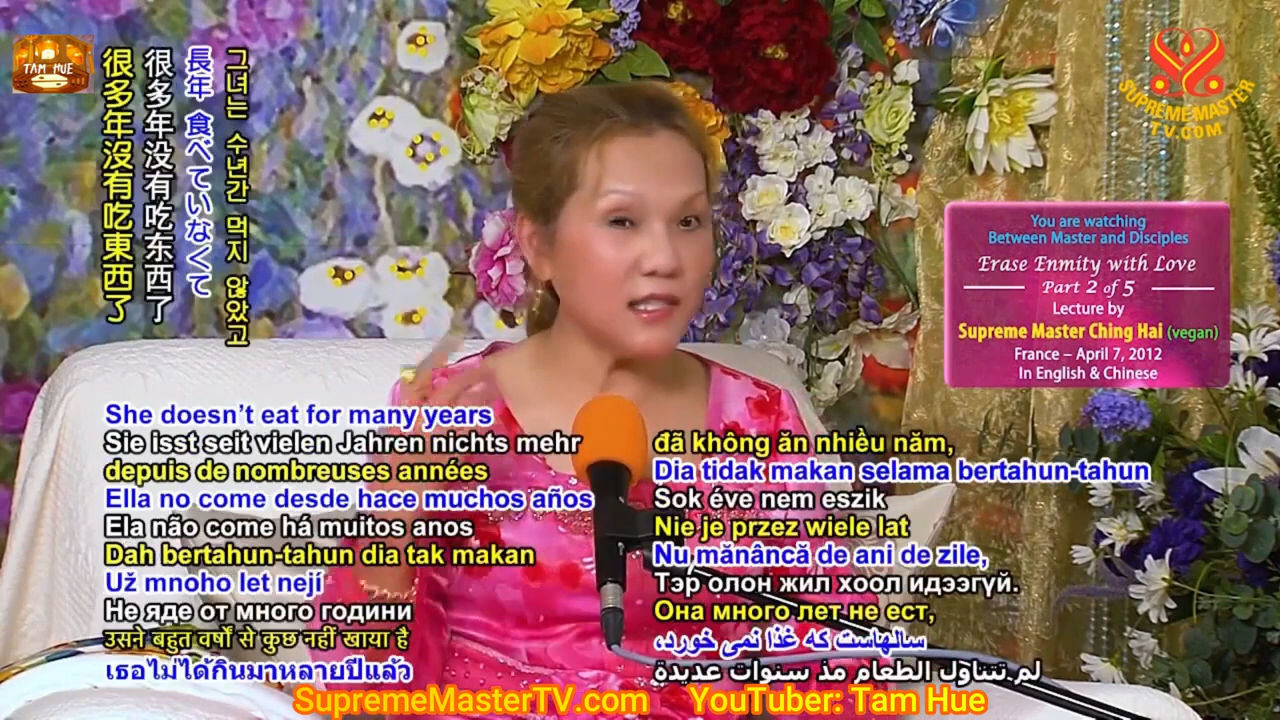 TAM HUE
그녀는 수년간 먹지 않았고
長年 食べていなくて
很多年没有吃东西了
很多年沒有吃東西了
SUPREME MASTER
TV.COM
You are watching
Between Master and Disciples
Erase Enmity with Love
Part 2 of 5
Lecture by
Supreme Master Ching Hai (vegan)
France – April 7, 2012
In English & Chinese
She doesn’t eat for many years
Sie isst seit vielen Jahren nichts mehr
depuis de nombreuses années
Ella no come desde hace muchos años
Ela não come há muitos anos
Dah bertahun-tahun dia tak makan
Už mnoho let nejí
Не яде от много години
उसने बहुत वर्षों से कुछ नहीं खाया है
เธอไม่ได้กินมาหลายปีแล้ว
đã không ăn nhiều năm,
Dia tidak makan selama bertahun-tahun
Sok éve nem eszik
Nie je przez wiele lat
Nu mănâncă de ani de zile,
Тэр олон жил хоол идээгүй.
Она много лет не ест,
سالهاست که غذا نمی خورد،
لم تتناول الطعام مذ سنوات عديدة
SupremeMasterTV.com YouTuber: Tam Hue